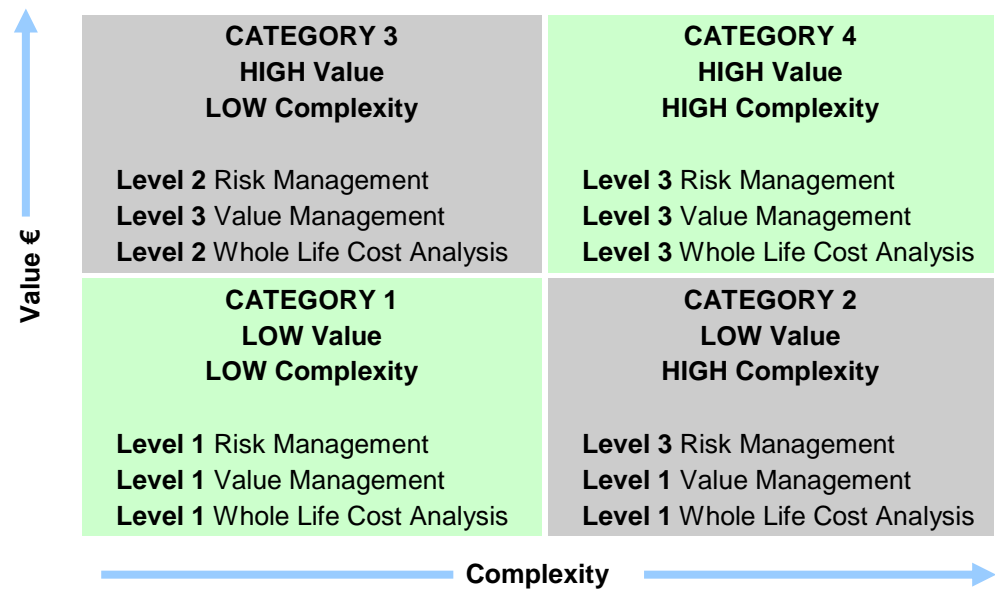 CATEGORY 3
HIGH Value
LOW Complexity
Level 2 Risk Management
Level 3 Value Management
Level 2 Whole Life Cost Analysis
CATEGORY 4
HIGH Value
HIGH Complexity
Level 3 Risk Management
Level 3 Value Management
Level 3 Whole Life Cost Analysis
Value €
CATEGORY 1
LOW Value
LOW Complexity
Level 1 Risk Management
Level 1 Value Management
Level 1 Whole Life Cost Analysis
CATEGORY 2
LOW Value
HIGH Complexity
Level 3 Risk Management
Level 1 Value Management
Level 1 Whole Life Cost Analysis
Complexity